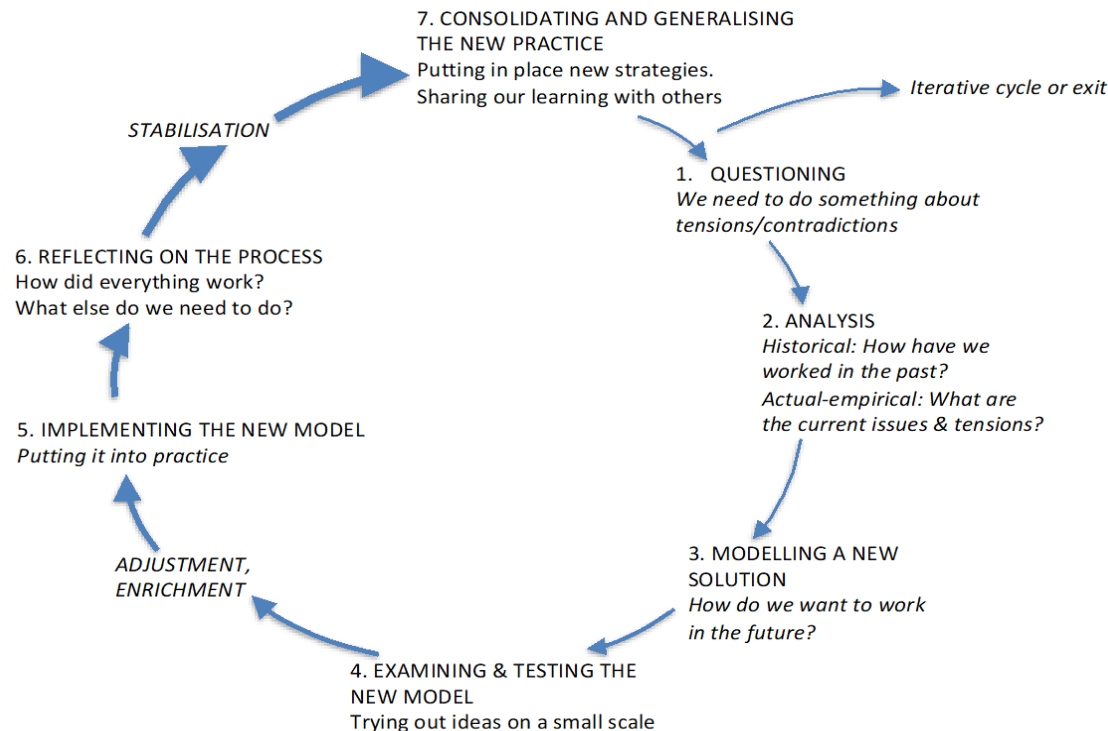 7. CONSOLIDATING AND GENERALISING
THE NEW PRACTICE
Putting in place new strategies.
Sharing our learning with others
Iterative cycle or exit
1. QUESTIONING
We need to do something about
tensions/contradictions
2. ANALYSIS
Historical: How have we
worked in the past?
Actual-empirical: What are
the current issues & tensions?
3. MODELLING A NEW
SOLUTION
How do we want to work
in the future?
4. EXAMINING & TESTING THE
NEW MODEL
Trying out ideas on a small scale
ADJUSTMENT,
ENRICHMENT
5. IMPLEMENTING THE NEW MODEL
Putting it into practice
6. REFLECTING ON THE PROCESS
How did everything work?
What else do we need to do?
STABILISATION